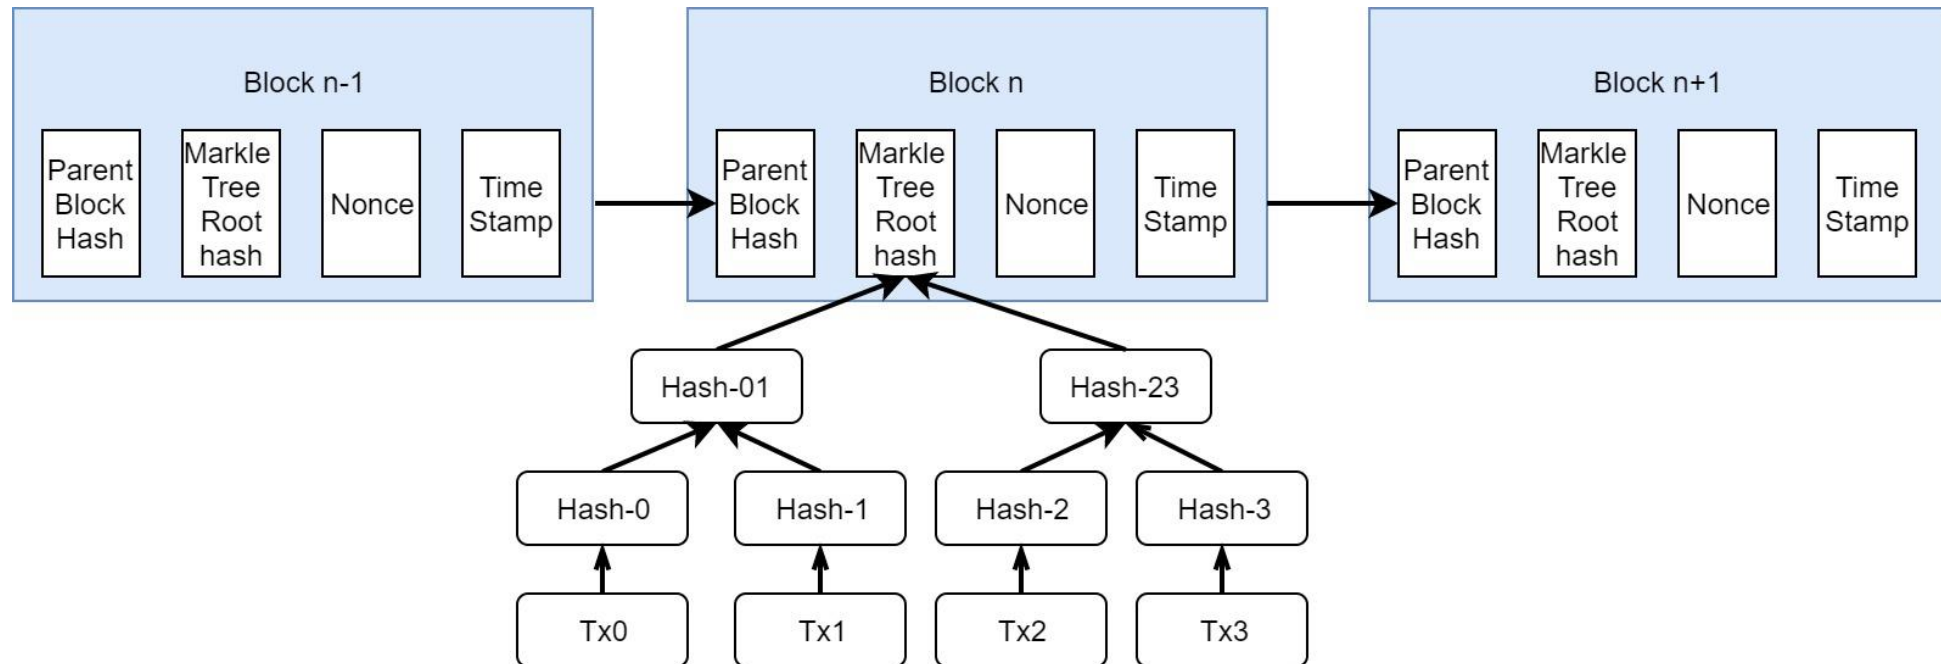 Block n-1
Parent
Block
Hash
Markle
Tree
Root
hash
Nonce
Time
Stamp
Block n
Parent
Block
Hash
Markle
Tree
Root
hash
Nonce
Time
Stamp
Block n+1
Parent
Block
Hash
Markle
Tree
Root
hash
Nonce
Time
Stamp
Hash-01
Hash-23
Hash-0
Hash-1
Hash-2
Hash-3
Tx0
Tx1
Tx2
Tx3